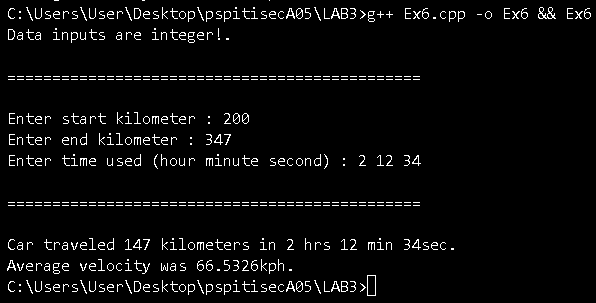 C:\Users\User\Desktop\pspitisecA05\LAB3>g++ Ex6.cpp -o Ex6 && Ex6
Data inputs are integer!.
==============================================
Enter start kilometer : 200
Enter end kilometer : 347
Enter time used (hour minute second) : 2 12 34
==============================================
Car traveled 147 kilometers in 2 hrs 12 min 34sec.
Average velocity was 66.5326kph.
C:\Users\User\Desktop\pspitisecA05\LAB3>